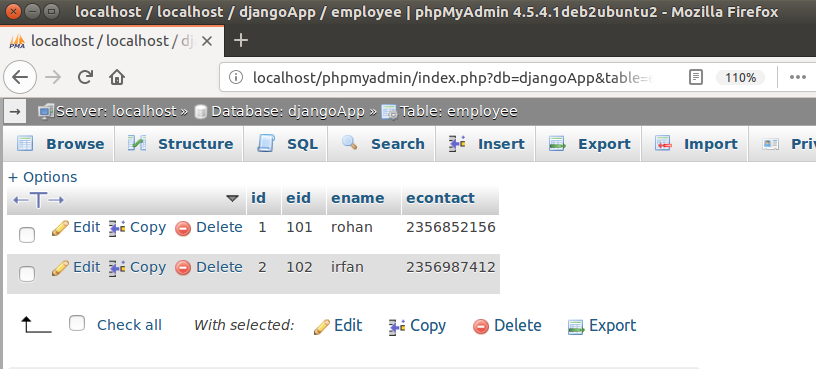 localhost / localhost / djangoApp / employee | phpMyAdmin 4.5.4.1deb2ubuntu2 - Mozilla Firefox
PMA localhost / localhost / dj
localhost/phpmyadmin/index.php?db=djangoApp&table= 110%
Server: localhost » Database: djangoApp » Table: employee
Browse Structure SQL Search Insert Export Import Priv
+ Options
id eid ename econtact
Edit Copy Delete 1 101 rohan 2356852156
Edit Copy Delete 2 102 irfan 2356987412
Check all With selected: Edit Copy Delete Export